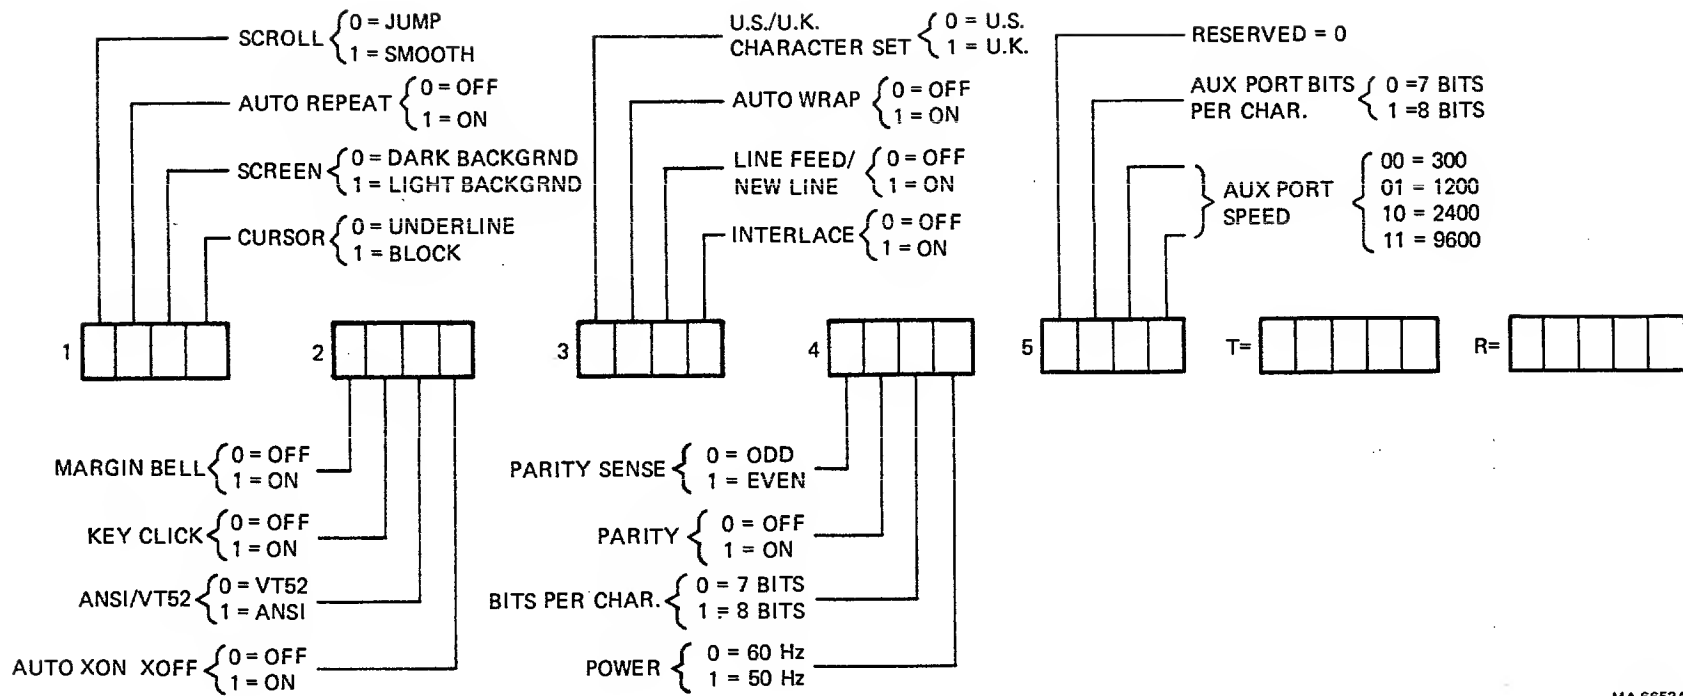 SCROLL
0 = JUMP
1 = SMOOTH
AUTO REPEAT
0 = OFF
1 = ON
SCREEN
0 = DARK BACKGRND
1 = LIGHT BACKGRND
CURSOR
0 = UNDERLINE
1 = BLOCK
1
2
MARGIN BELL
0 = OFF
1 = ON
KEY CLICK
0 = OFF
1 = ON
ANSI/VT52
0 = VT52
1 = ANSI
AUTO XON XOFF
0 = OFF
1 = ON
U.S./U.K.
CHARACTER SET
0 = U.S.
1 = U.K.
AUTO WRAP
0 = OFF
1 = ON
LINE FEED/
NEW LINE
0 = OFF
1 = ON
INTERLACE
0 = OFF
1 = ON
3
4
PARITY SENSE
0 = ODD
1 = EVEN
PARITY
0 = OFF
1 = ON
BITS PER CHAR.
0 = 7 BITS
1 = 8 BITS
POWER
0 = 60 Hz
1 = 50 Hz
RESERVED = 0
AUX PORT BITS
PER CHAR.
0 =7 BITS
1 =8 BITS
AUX PORT
SPEED
00 = 300
01 = 1200
10 = 2400
11 = 9600
5
T=
R=